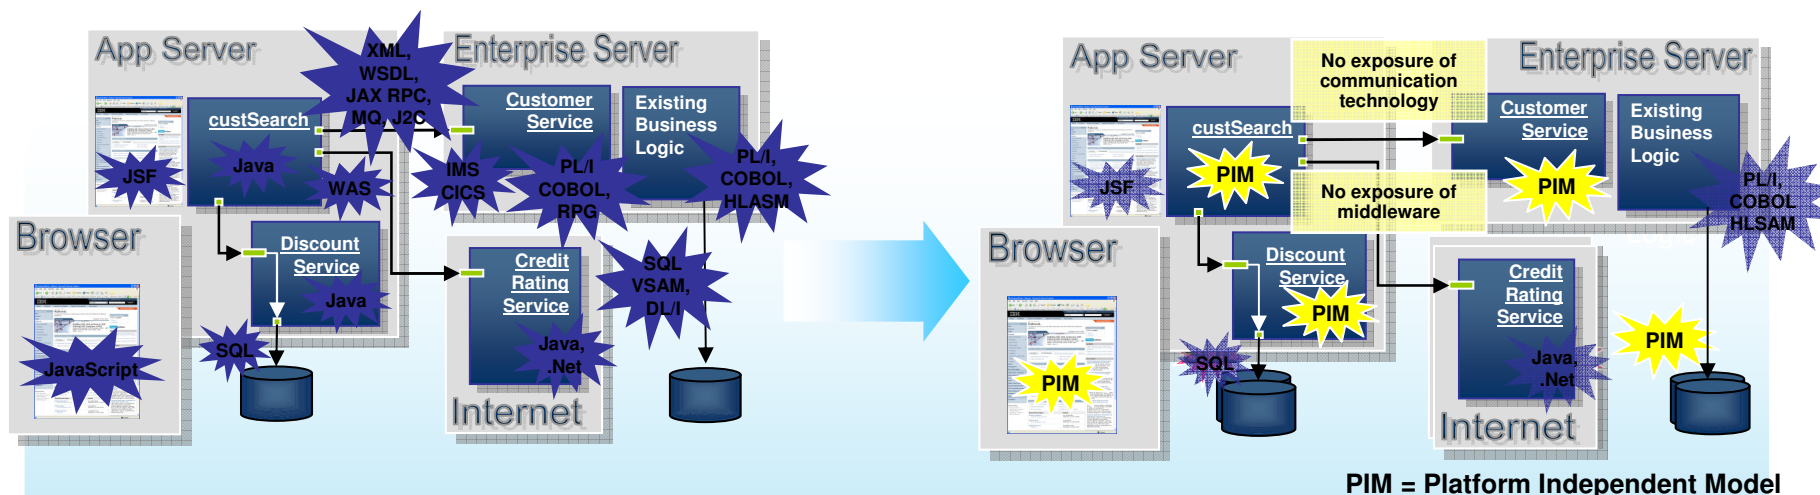 App Server
XML,
WSDL,
JAX RPC,
MQ, J2C
Enterprise Server
custSearch
Java
JSF
WAS
Customer
Service
IMS
CICS
PL/I
COBOL,
RPG
Existing
Business
Logic
PL/I,
COBOL,
HLASM
Browser
JavaScript
Discount
Service
Java
SQL
Credit
Rating
Service
Java,
.Net
Internet
SQL
VSAM,
DL/I
App Server
No exposure of
communication
technology
Enterprise Server
custSearch
PIM
JSF
No exposure of
middleware
Customer
Service
PIM
Existing
Business
Logic
PL/I,
COBOL
HLSAM
Browser
PIM
Discount
Service
PIM
SQL
Credit
Rating
Service
Java,
.Net
Internet
PIM
PIM = Platform Independent Model